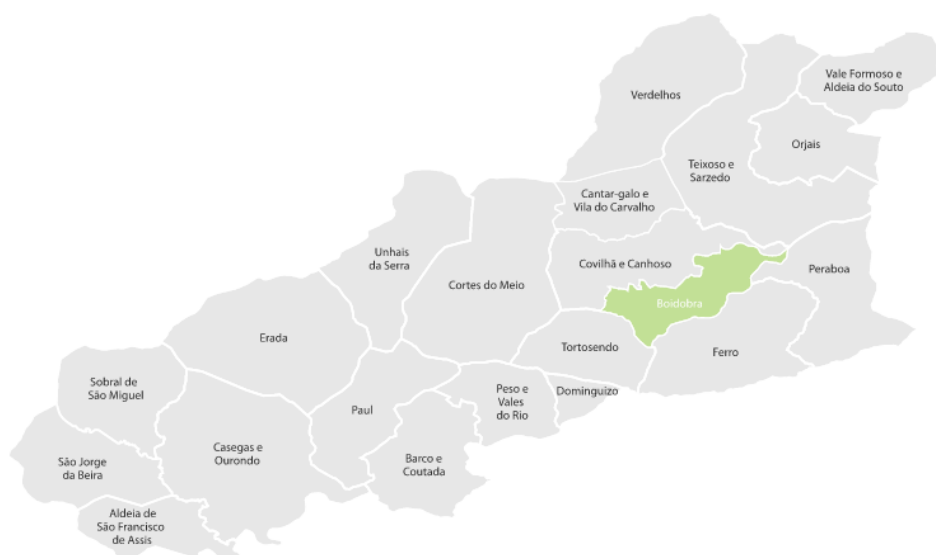 Vale Formoso e
Aldeia do Souto
Verdelhos
Orjais
Teixoso e
Sarzedo
Cantar-galo e
Vila do Carvalho
Unhais
da Serra
Covilhã e Canhoso
Peraboa
Cortes do Meio
Boidobra
Erada
Tortosendo
Ferro
Sobral de
São Miguel
Peso e
Vales
do Rio
Dominguizo
Paul
Casegas e
Ourondo
Barco e
Coutada
São Jorge
da Beira
Aldeia de
São Francisco
de Assis